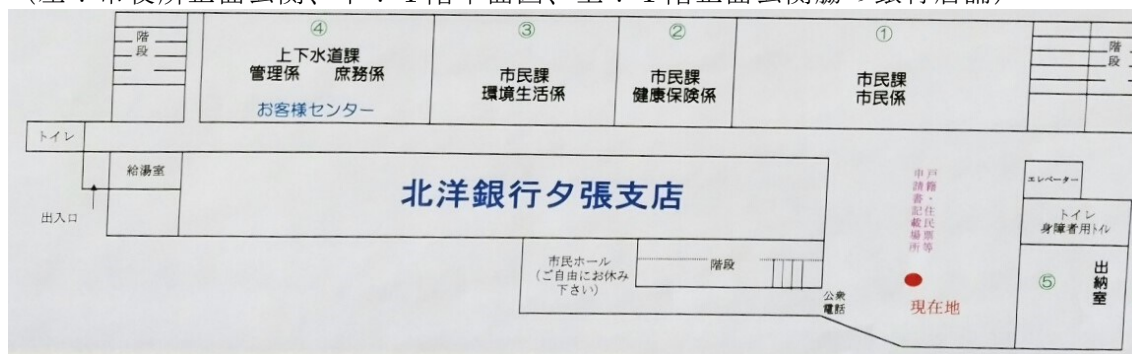 階
段
④
上下水道課
管理係 庶務係
お客様センター
③
市民課
環境生活係
②
市民課
健康保険係
①
市民課
市民係
階
段
トイレ
給湯室
出入口
北洋銀行夕張支店
戸籍・住民票等
申請書記載場所
エレベーター
トイレ
身障者用トイレ
市民ホール
(ご自由にお休み
下さい)
階段
公衆
電話
現在地
⑤
出納室